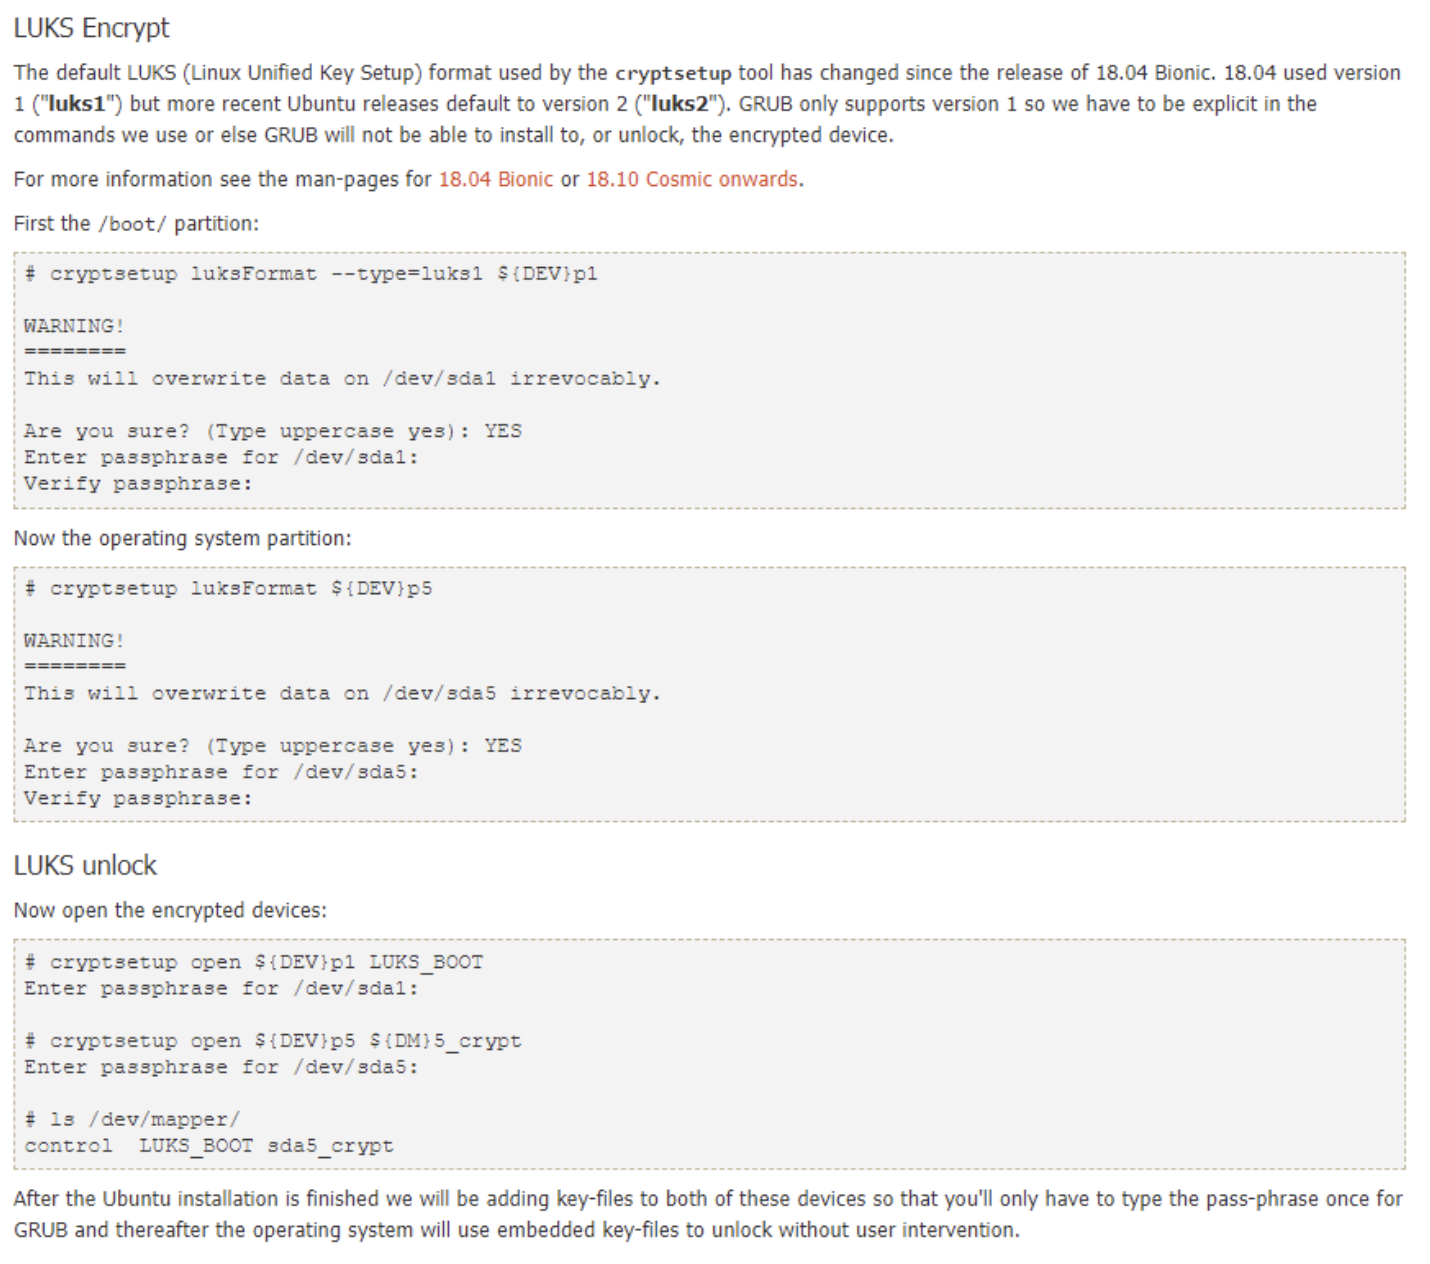 LUKS Encrypt
The default LUKS (Linux Unified Key Setup) format used by the cryptsetup tool has changed since the release of 18.04 Bionic. 18.04 used version
1 ("luks1") but more recent Ubuntu releases default to version 2 ("luks2"). GRUB only supports version 1 so we have to be explicit in the
commands we use or else GRUB will not be able to install to, or unlock, the encrypted device.
For more information see the man-pages for 18.04 Bionic or 18.10 Cosmic onwards.
First the /boot/ partition:
# cryptsetup luksFormat --type=luks1 ${DEV}p1
WARNING!
========
This will overwrite data on /dev/sda1 irrevocably.
Are you sure? (Type uppercase yes): YES
Enter passphrase for /dev/sda1:
Verify passphrase:
Now the operating system partition:
# cryptsetup luksFormat ${DEV}p5
WARNING!
========
This will overwrite data on /dev/sda5 irrevocably.
Are you sure? (Type uppercase yes): YES
Enter passphrase for /dev/sda5:
Verify passphrase:
LUKS unlock
Now open the encrypted devices:
# cryptsetup open ${DEV}p1 LUKS_BOOT
Enter passphrase for /dev/sda1:
# cryptsetup open ${DEV}p5 ${DM}5_crypt
Enter passphrase for /dev/sda5:
# ls /dev/mapper/
control  LUKS_BOOT sda5_crypt
After the Ubuntu installation is finished we will be adding key-files to both of these devices so that you'll only have to type the pass-phrase once for
GRUB and thereafter the operating system will use embedded key-files to unlock without user intervention.